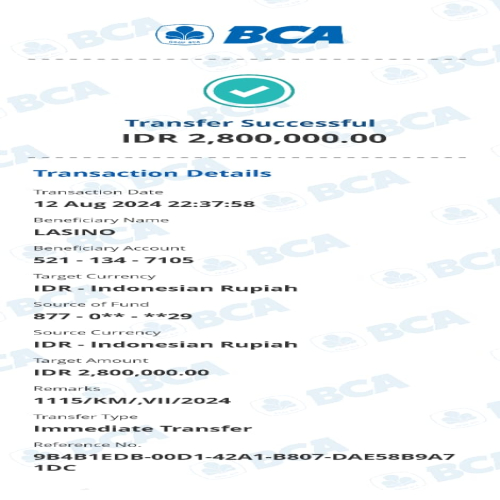 BCA
Transfer Successful
IDR 2,800,000.00
Transaction Details
Transaction Date
12 Aug 2024 22:37:58
Beneficiary Name
LASINO
Beneficiary Account
521 - 134 - 7105
Target Currency
IDR - Indonesian Rupiah
Source of Fund
877 - 0** - **29
Source Currency
IDR - Indonesian Rupiah
Target Amount
IDR 2,800,000.00
Remarks
1115/KM/,VII/2024
Transfer Type
Immediate Transfer
Reference No.
9B4B1EDB-00D1-42A1-B807-DAE58B9A7
1DC